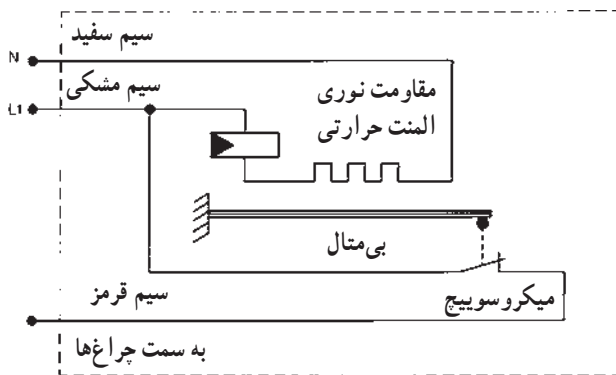 سیم سفید
N
سیم مشکی
L1
مقاومت نوری
المنت حرارتی
بی‌متال
میکروسوییچ
سیم قرمز
به سمت چراغ‌ها